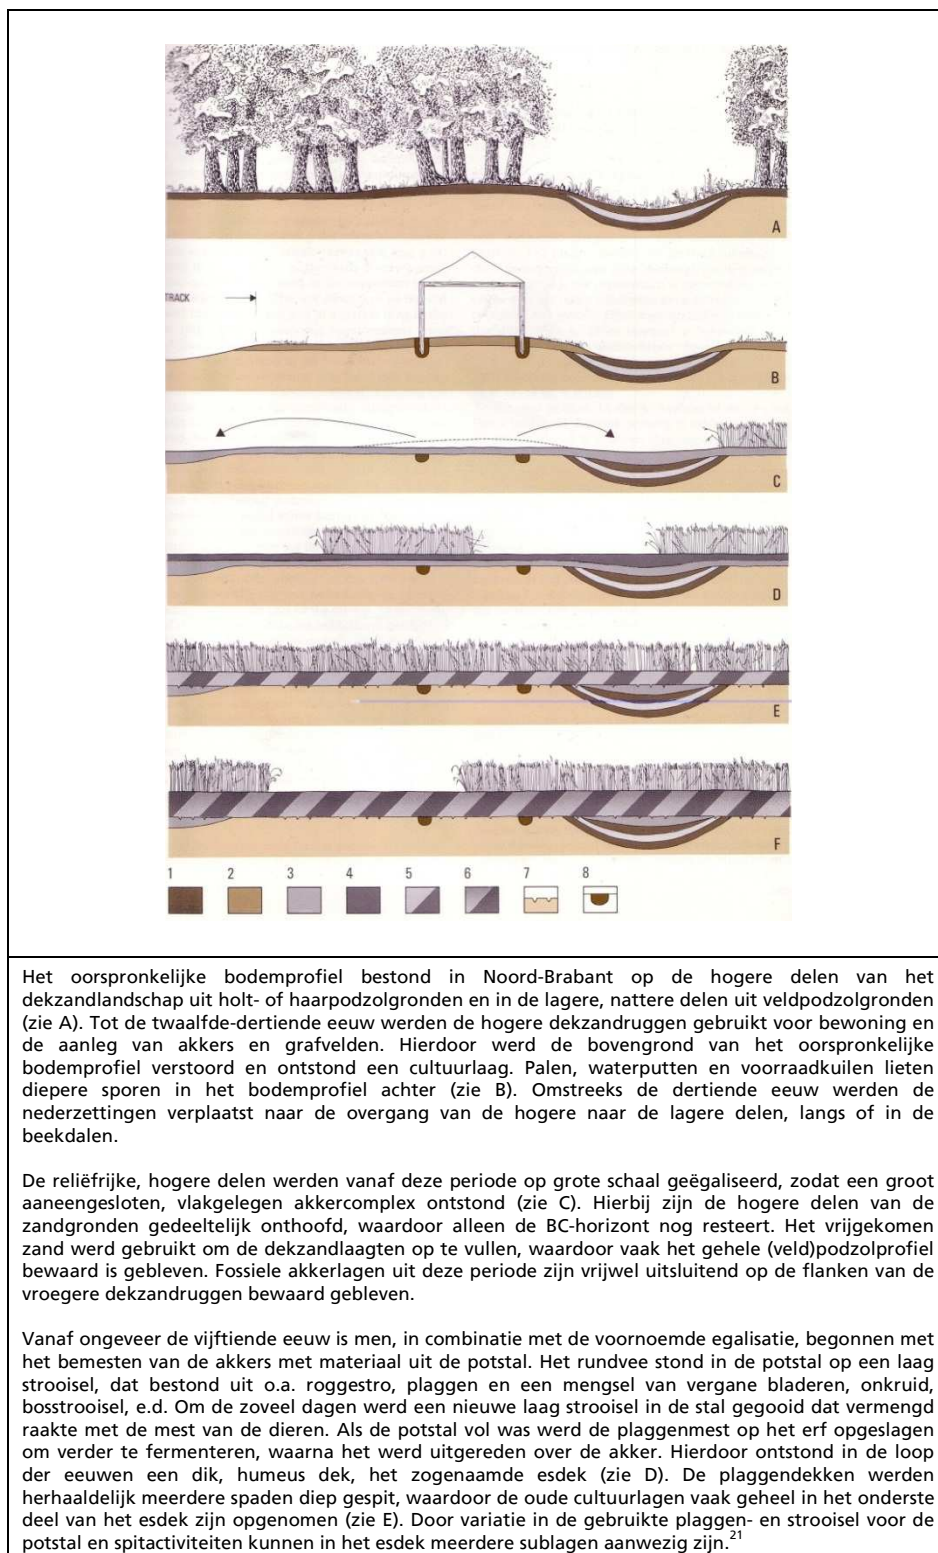 A
TRACK
B
C
D
E
F
1 2 3 4 5 6 7 8
Het oorspronkelijke bodemprofiel bestond in Noord-Brabant op de hogere delen van het
dekzandlandschap uit holt- of haarpodzolgronden en in de lagere, nattere delen uit veldpodzolgronden
(zie A). Tot de twaalfde-dertiende eeuw werden de hogere dekzandruggen gebruikt voor bewoning en
de aanleg van akkers en grafvelden. Hierdoor werd de bovengrond van het oorspronkelijke
bodemprofiel verstoord en ontstond een cultuurlaag. Palen, waterputten en voorraadkuilen lieten
diepere sporen in het bodemprofiel achter (zie B). Omstreeks de dertiende eeuw werden de
nederzettingen verplaatst naar de overgang van de hogere naar de lagere delen, langs of in de
beekdalen.
De reliëfrijke, hogere delen werden vanaf deze periode op grote schaal geëgaliseerd, zodat een groot
aaneengesloten, vlakgelegen akkercomplex ontstond (zie C). Hierbij zijn de hogere delen van de
zandgronden gedeeltelijk onthoofd, waardoor alleen de BC-horizont nog resteert. Het vrijgekomen
zand werd gebruikt om de dekzandlaagten op te vullen, waardoor vaak het gehele (veld)podzolprofiel
bewaard is gebleven. Fossiele akkerlagen uit deze periode zijn vrijwel uitsluitend op de flanken van de
vroegere dekzandruggen bewaard gebleven.
Vanaf ongeveer de vijftiende eeuw is men, in combinatie met de voornoemde egalisatie, begonnen met
het bemesten van de akkers met materiaal uit de potstal. Het rundvee stond in de potstal op een laag
strooisel, dat bestond uit o.a. roggestro, plaggen en een mengsel van vergane bladeren, onkruid,
bosstrooisel, e.d. Om de zoveel dagen werd een nieuwe laag strooisel in de stal gegooid dat vermengd
raakte met de mest van de dieren. Als de potstal vol was werd de plaggenmest op het erf opgeslagen
om verder te fermenteren, waarna het werd uitgereden over de akker. Hierdoor ontstond in de loop
der eeuwen een dik, humeus dek, het zogenaamde esdek (zie D). De plaggendekken werden
herhaaldelijk meerdere spaden diep gespit, waardoor de oude cultuurlagen vaak geheel in het onderste
deel van het esdek zijn opgenomen (zie E). Door variatie in de gebruikte plaggen- en strooisel voor de
potstal en spitactiviteiten kunnen in het esdek meerdere sublagen aanwezig zijn.21